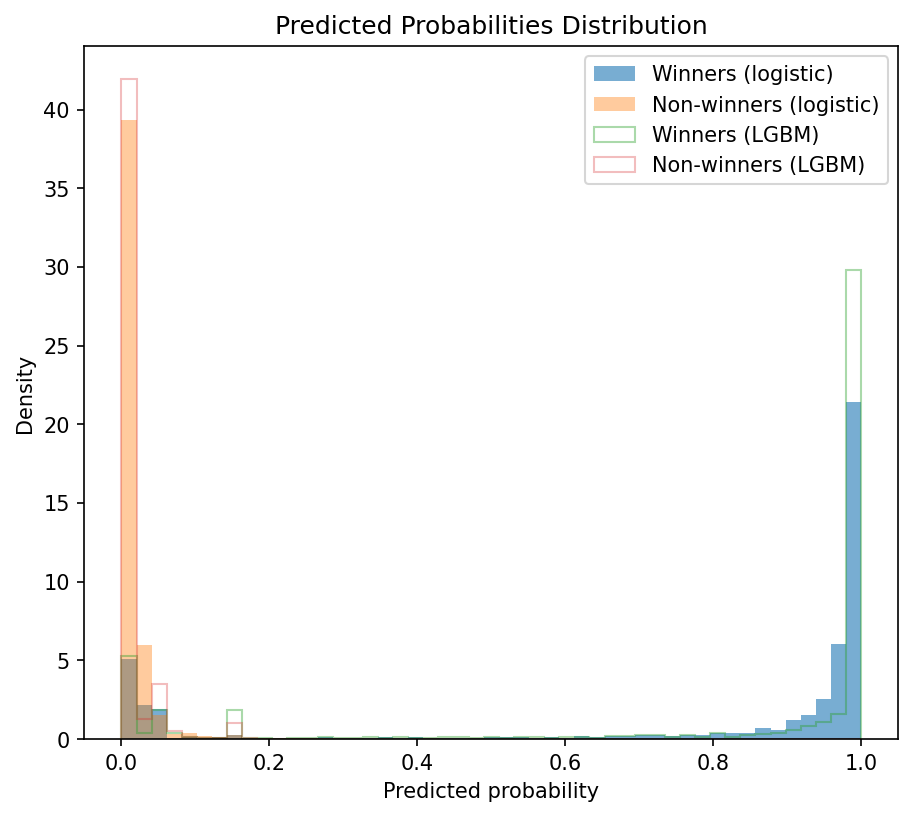 Predicted Probabilities Distribution
Winners (logistic)
Non-winners (logistic)
Winners (LGBM)
Non-winners (LGBM)
Density
40
35
30
25
20
15
10
5
0
0.0 0.2 0.4 0.6 0.8 1.0
Predicted probability